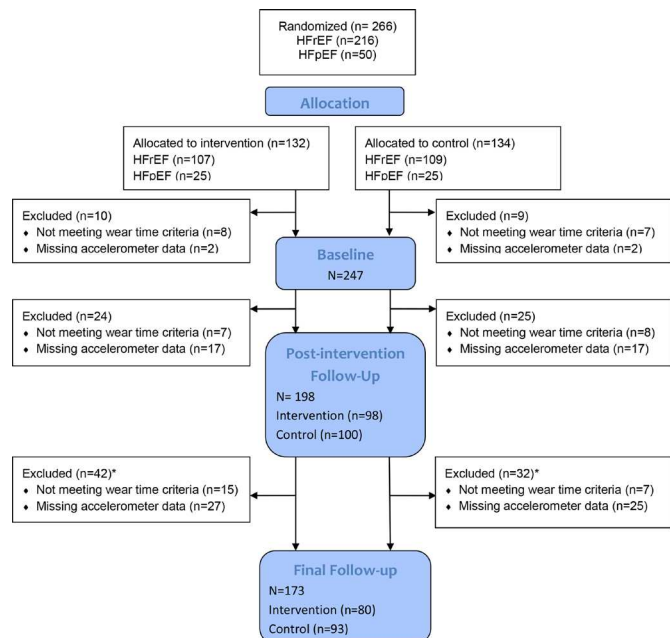 Randomized (n= 266)
HFrEF (n=216)
HFpEF (n=50)
Allocation
Allocated to intervention (n=132)
HFrEF (n=107)
HFpEF (n=25)
Allocated to control (n=134)
HFrEF (n=109)
HFpEF (n=25)
Excluded (n=10)
♦ Not meeting wear time criteria (n=8)
♦ Missing accelerometer data (n=2)
Excluded (n=9)
♦ Not meeting wear time criteria (n=7)
♦ Missing accelerometer data (n=2)
Baseline
N=247
Excluded (n=24)
♦ Not meeting wear time criteria (n=7)
♦ Missing accelerometer data (n=17)
Excluded (n=25)
♦ Not meeting wear time criteria (n=8)
♦ Missing accelerometer data (n=17)
Post-intervention
Follow-Up
N= 198
Intervention (n=98)
Control (n=100)
Excluded (n=42)*
♦ Not meeting wear time criteria (n=15)
♦ Missing accelerometer data (n=27)
Excluded (n=32)*
♦ Not meeting wear time criteria (n=7)
♦ Missing accelerometer data (n=25)
Final Follow-up
N=173
Intervention (n=80)
Control (n=93)